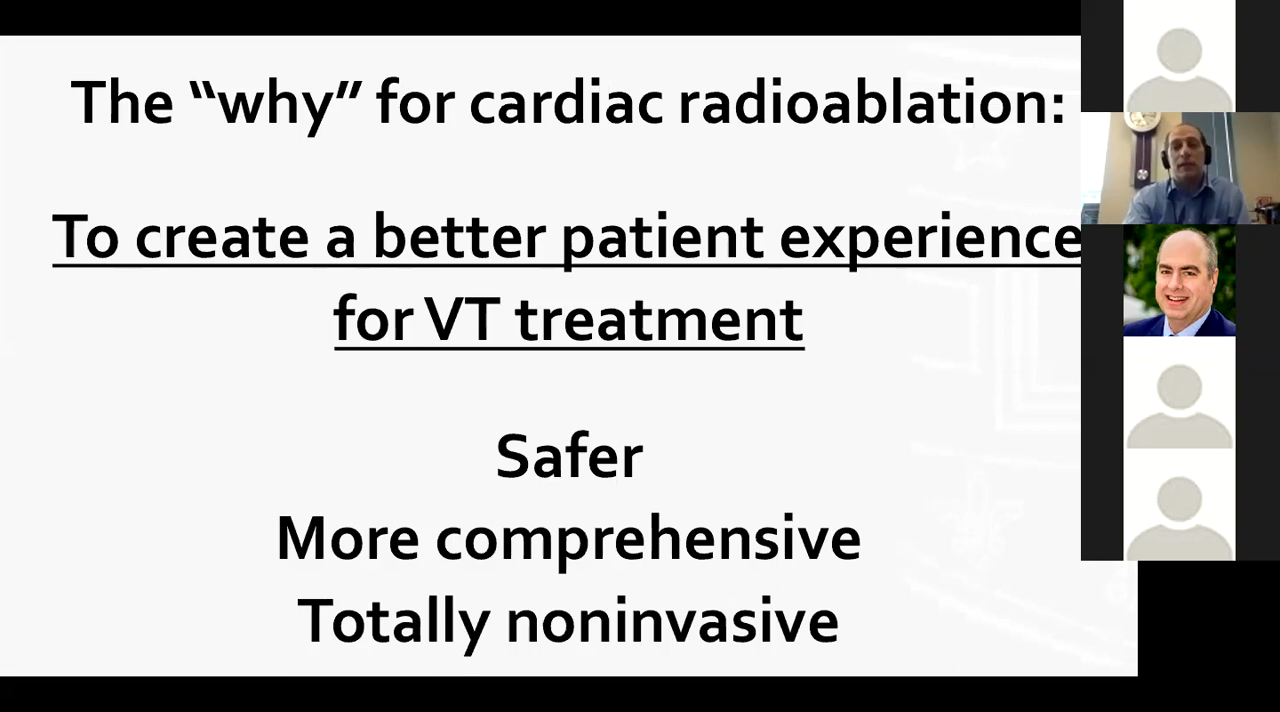 The “why” for cardiac radioablation:
To create a better patient experience
for VT treatment
Safer
More comprehensive
Totally noninvasive